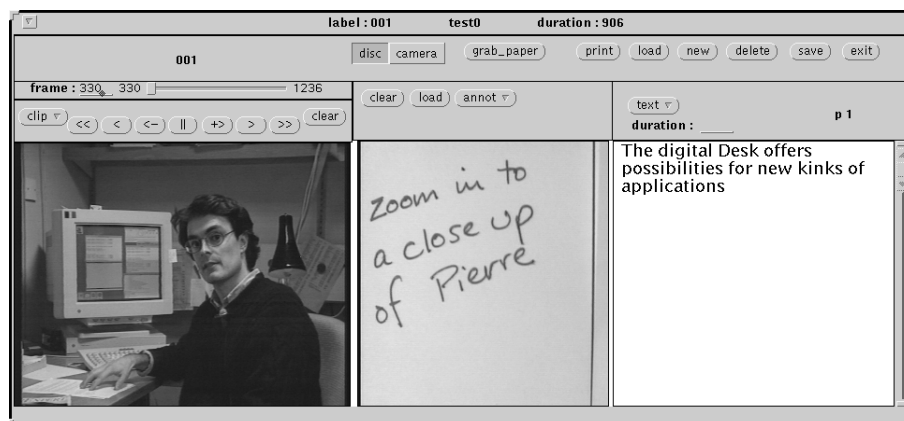 label : 001 test0 duration : 906
001
disc camera grab_paper print load new delete save exit
frame : 330 330 1236
clip << < <- || +> > >> clear
clear load annot
text
duration :
p 1
zoom in to
a close up
of Pierre
The digital Desk offers
possibilities for new kinks of
applications